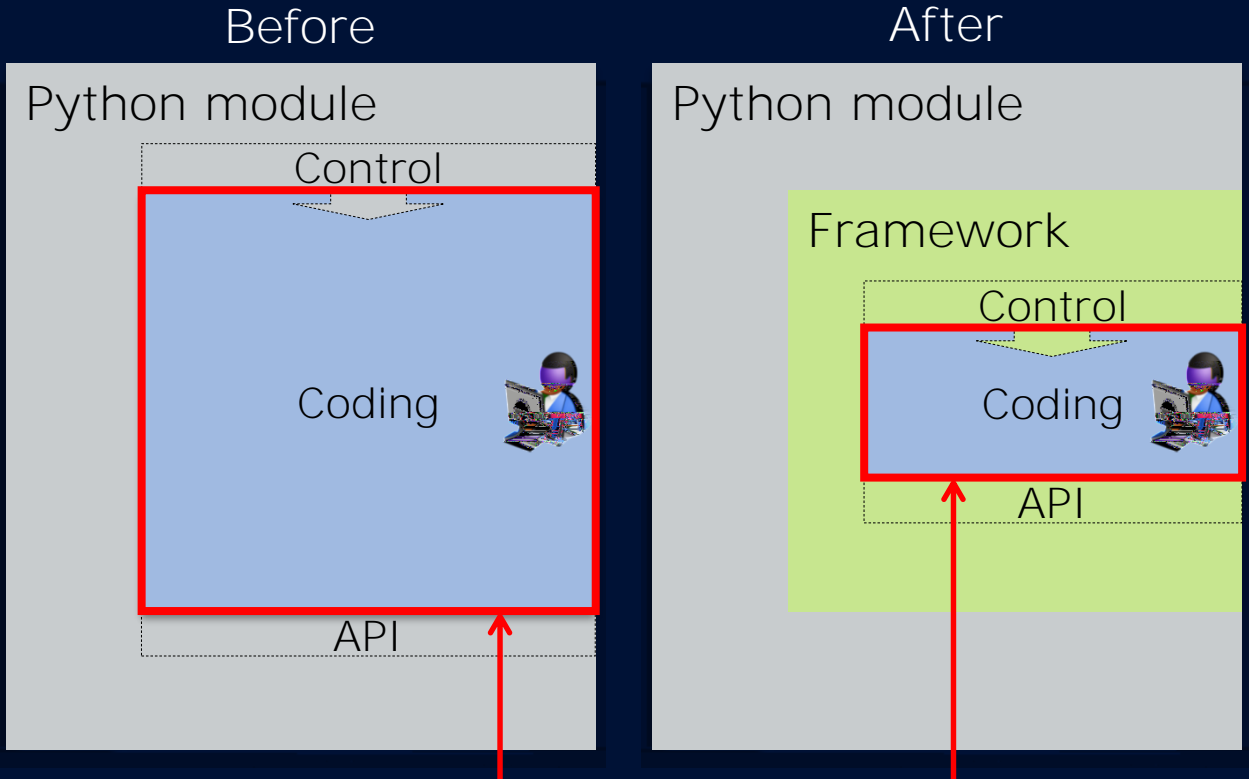 Before
Python module
Control
Coding
API
After
Python module
Framework
Control
Coding
API